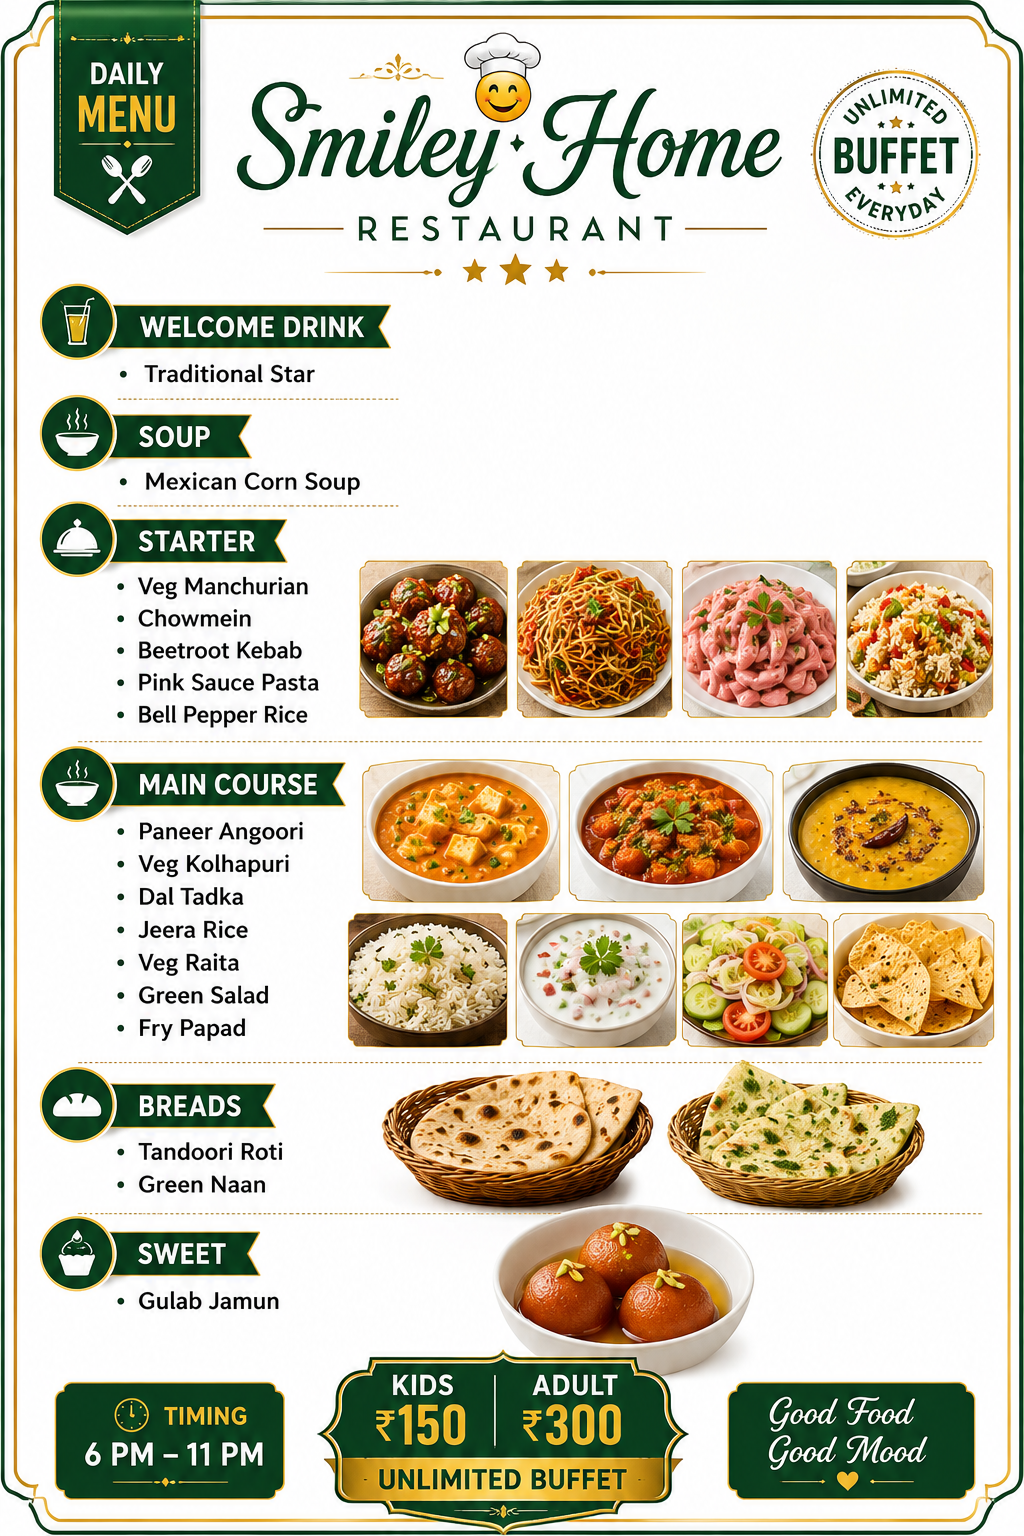 DAILY
MENU
Smiley Home
RESTAURANT
UNLIMITED
BUFFET
EVERYDAY
WELCOME DRINK
• Traditional Star
SOUP
• Mexican Corn Soup
STARTER
• Veg Manchurian
• Chowmein
• Beetroot Kebab
• Pink Sauce Pasta
• Bell Pepper Rice
MAIN COURSE
• Paneer Angoori
• Veg Kolhapuri
• Dal Tadka
• Jeera Rice
• Veg Raita
• Green Salad
• Fry Papad
BREADS
• Tandoori Roti
• Green Naan
SWEET
• Gulab Jamun
TIMING
6 PM – 11 PM
KIDS
₹150
ADULT
₹300
UNLIMITED BUFFET
Good Food
Good Mood